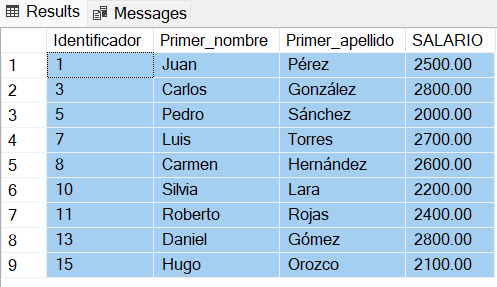 Results Messages
Identificador Primer_nombre Primer_apellido SALARIO
1 1 Juan Pérez 2500.00
2 3 Carlos González 2800.00
3 5 Pedro Sánchez 2000.00
4 7 Luis Torres 2700.00
5 8 Carmen Hernández 2600.00
6 10 Silvia Lara 2200.00
7 11 Roberto Rojas 2400.00
8 13 Daniel Gómez 2800.00
9 15 Hugo Orozco 2100.00